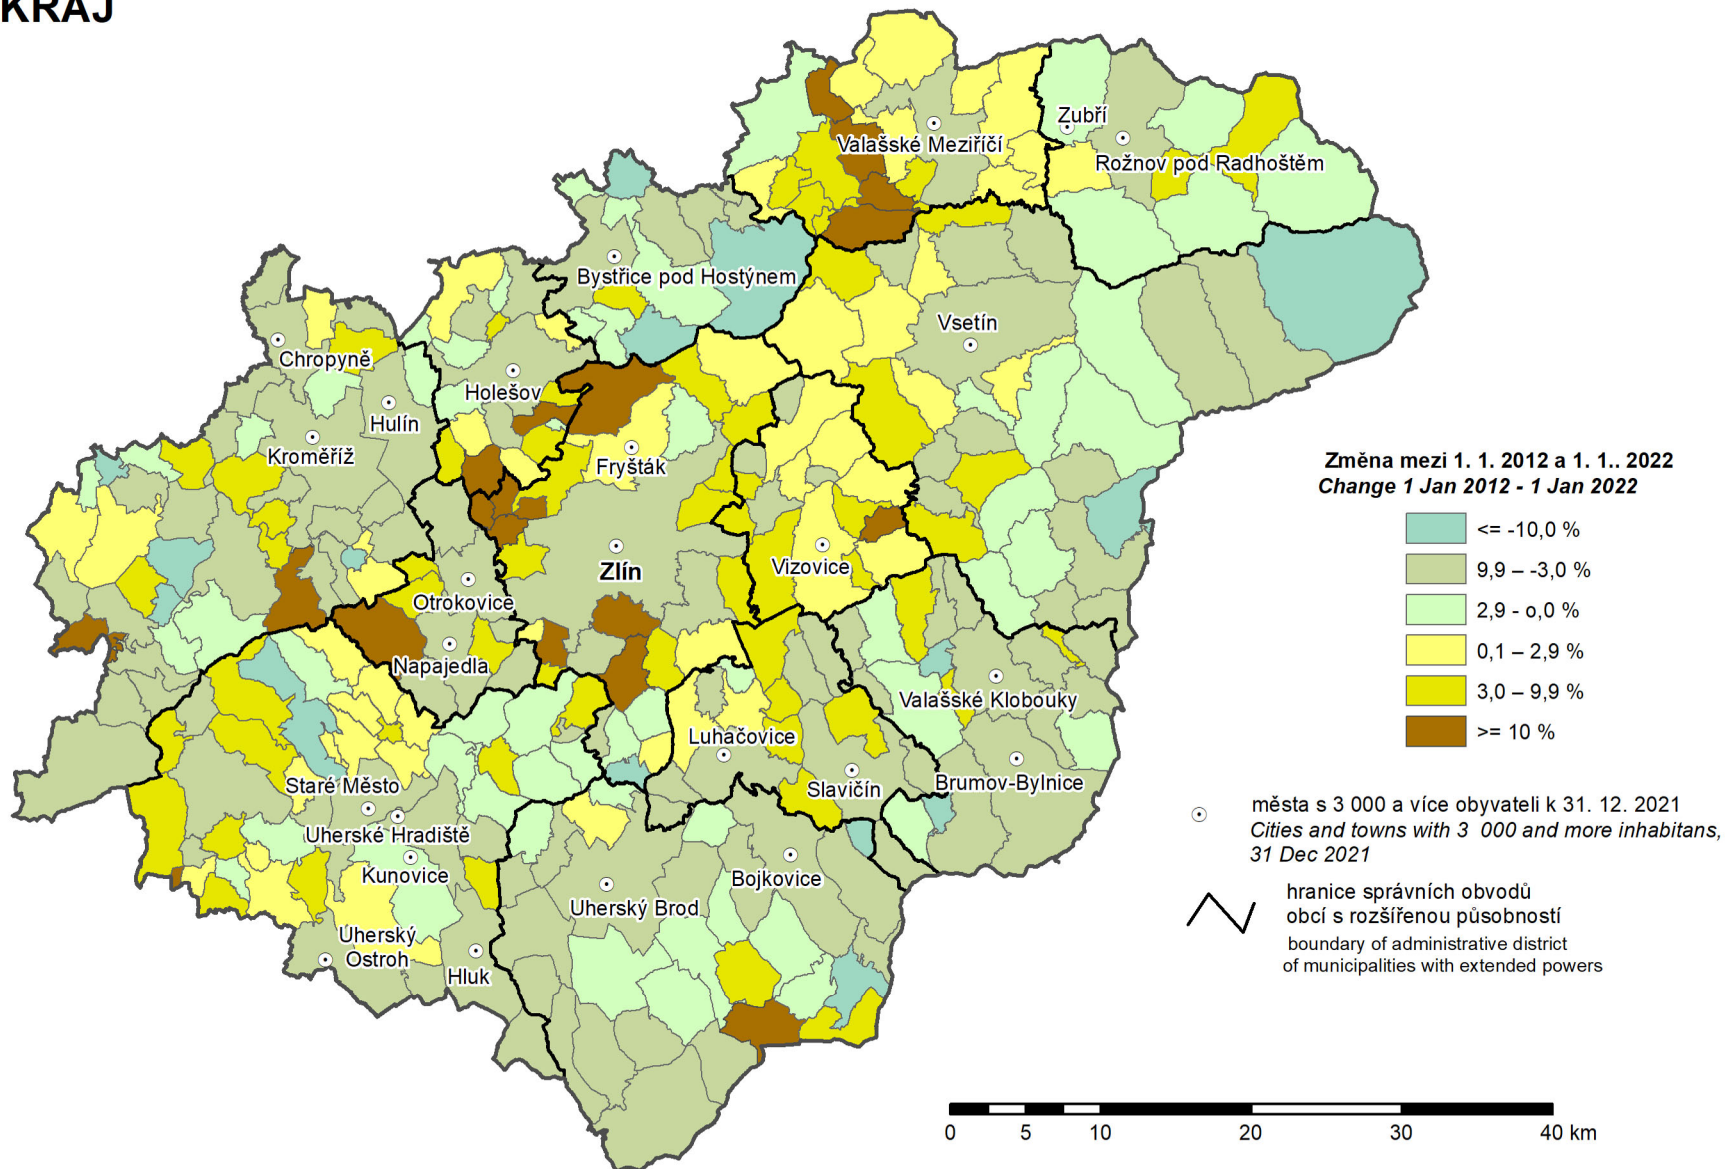 KRAJ
Zubří
Valašské Meziříčí
Rožnov pod Radhoštěm
Bystřice pod Hostýnem
Vsetín
Chropyně
Holešov
Hulín
Kroměříž
Fryšták
Změna mezi 1. 1. 2012 a 1. 1.. 2022
Change 1 Jan 2012 - 1 Jan 2022
<= -10,0 %
9,9 – -3,0 %
2,9 - o,0 %
0,1 – 2,9 %
3,0 – 9,9 %
>= 10 %
Zlín
Vizovice
Otrokovice
Napajedla
Valašské Klobouky
Luhačovice
Slavičín
Brumov-Bylnice
Staré Město
Uherské Hradiště
Kunovice
Bojkovice
Uherský Brod
Uherský
Ostroh
Hluk
města s 3 000 a více obyvateli k 31. 12. 2021
Cities and towns with 3 000 and more inhabitans,
31 Dec 2021
hranice správních obvodů
obcí s rozšířenou působností
boundary of administrative district
of municipalities with extended powers
0 5 10 20 30 40 km